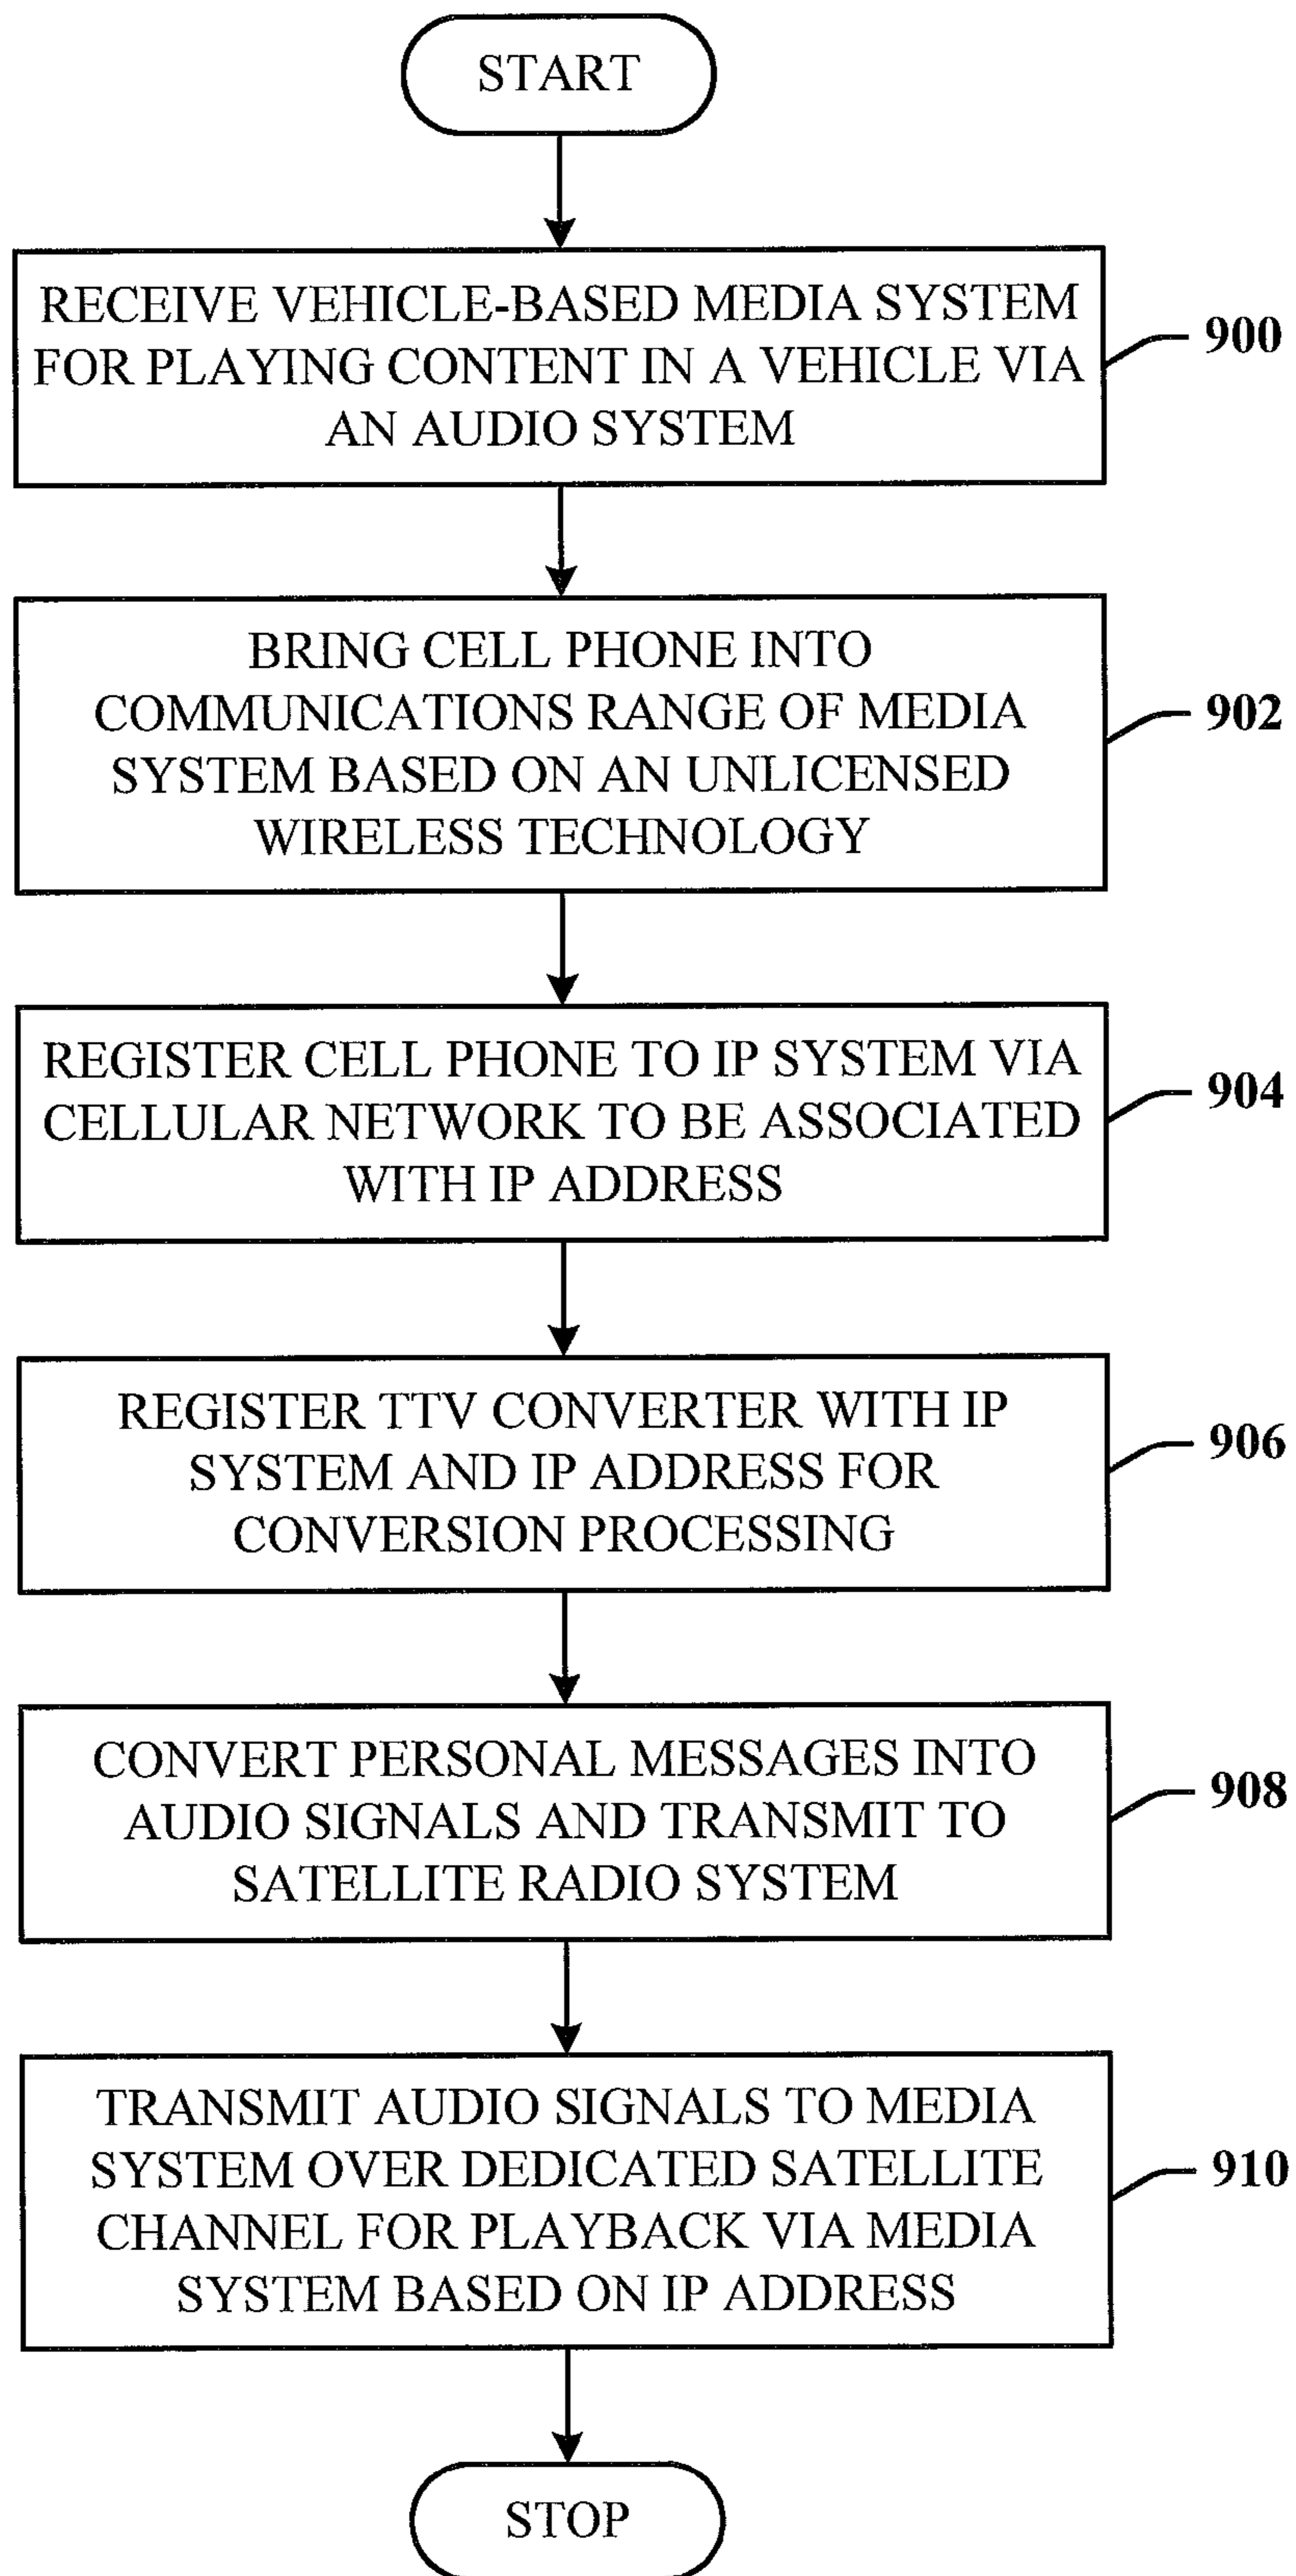 START
RECEIVE VEHICLE-BASED MEDIA SYSTEM
FOR PLAYING CONTENT IN A VEHICLE VIA
AN AUDIO SYSTEM
900
BRING CELL PHONE INTO
COMMUNICATIONS RANGE OF MEDIA
SYSTEM BASED ON AN UNLICENSED
WIRELESS TECHNOLOGY
902
REGISTER CELL PHONE TO IP SYSTEM VIA
CELLULAR NETWORK TO BE ASSOCIATED
WITH IP ADDRESS
904
REGISTER TTV CONVERTER WITH IP
SYSTEM AND IP ADDRESS FOR
CONVERSION PROCESSING
906
CONVERT PERSONAL MESSAGES INTO
AUDIO SIGNALS AND TRANSMIT TO
SATELLITE RADIO SYSTEM
908
TRANSMIT AUDIO SIGNALS TO MEDIA
SYSTEM OVER DEDICATED SATELLITE
CHANNEL FOR PLAYBACK VIA MEDIA
SYSTEM BASED ON IP ADDRESS
910
STOP